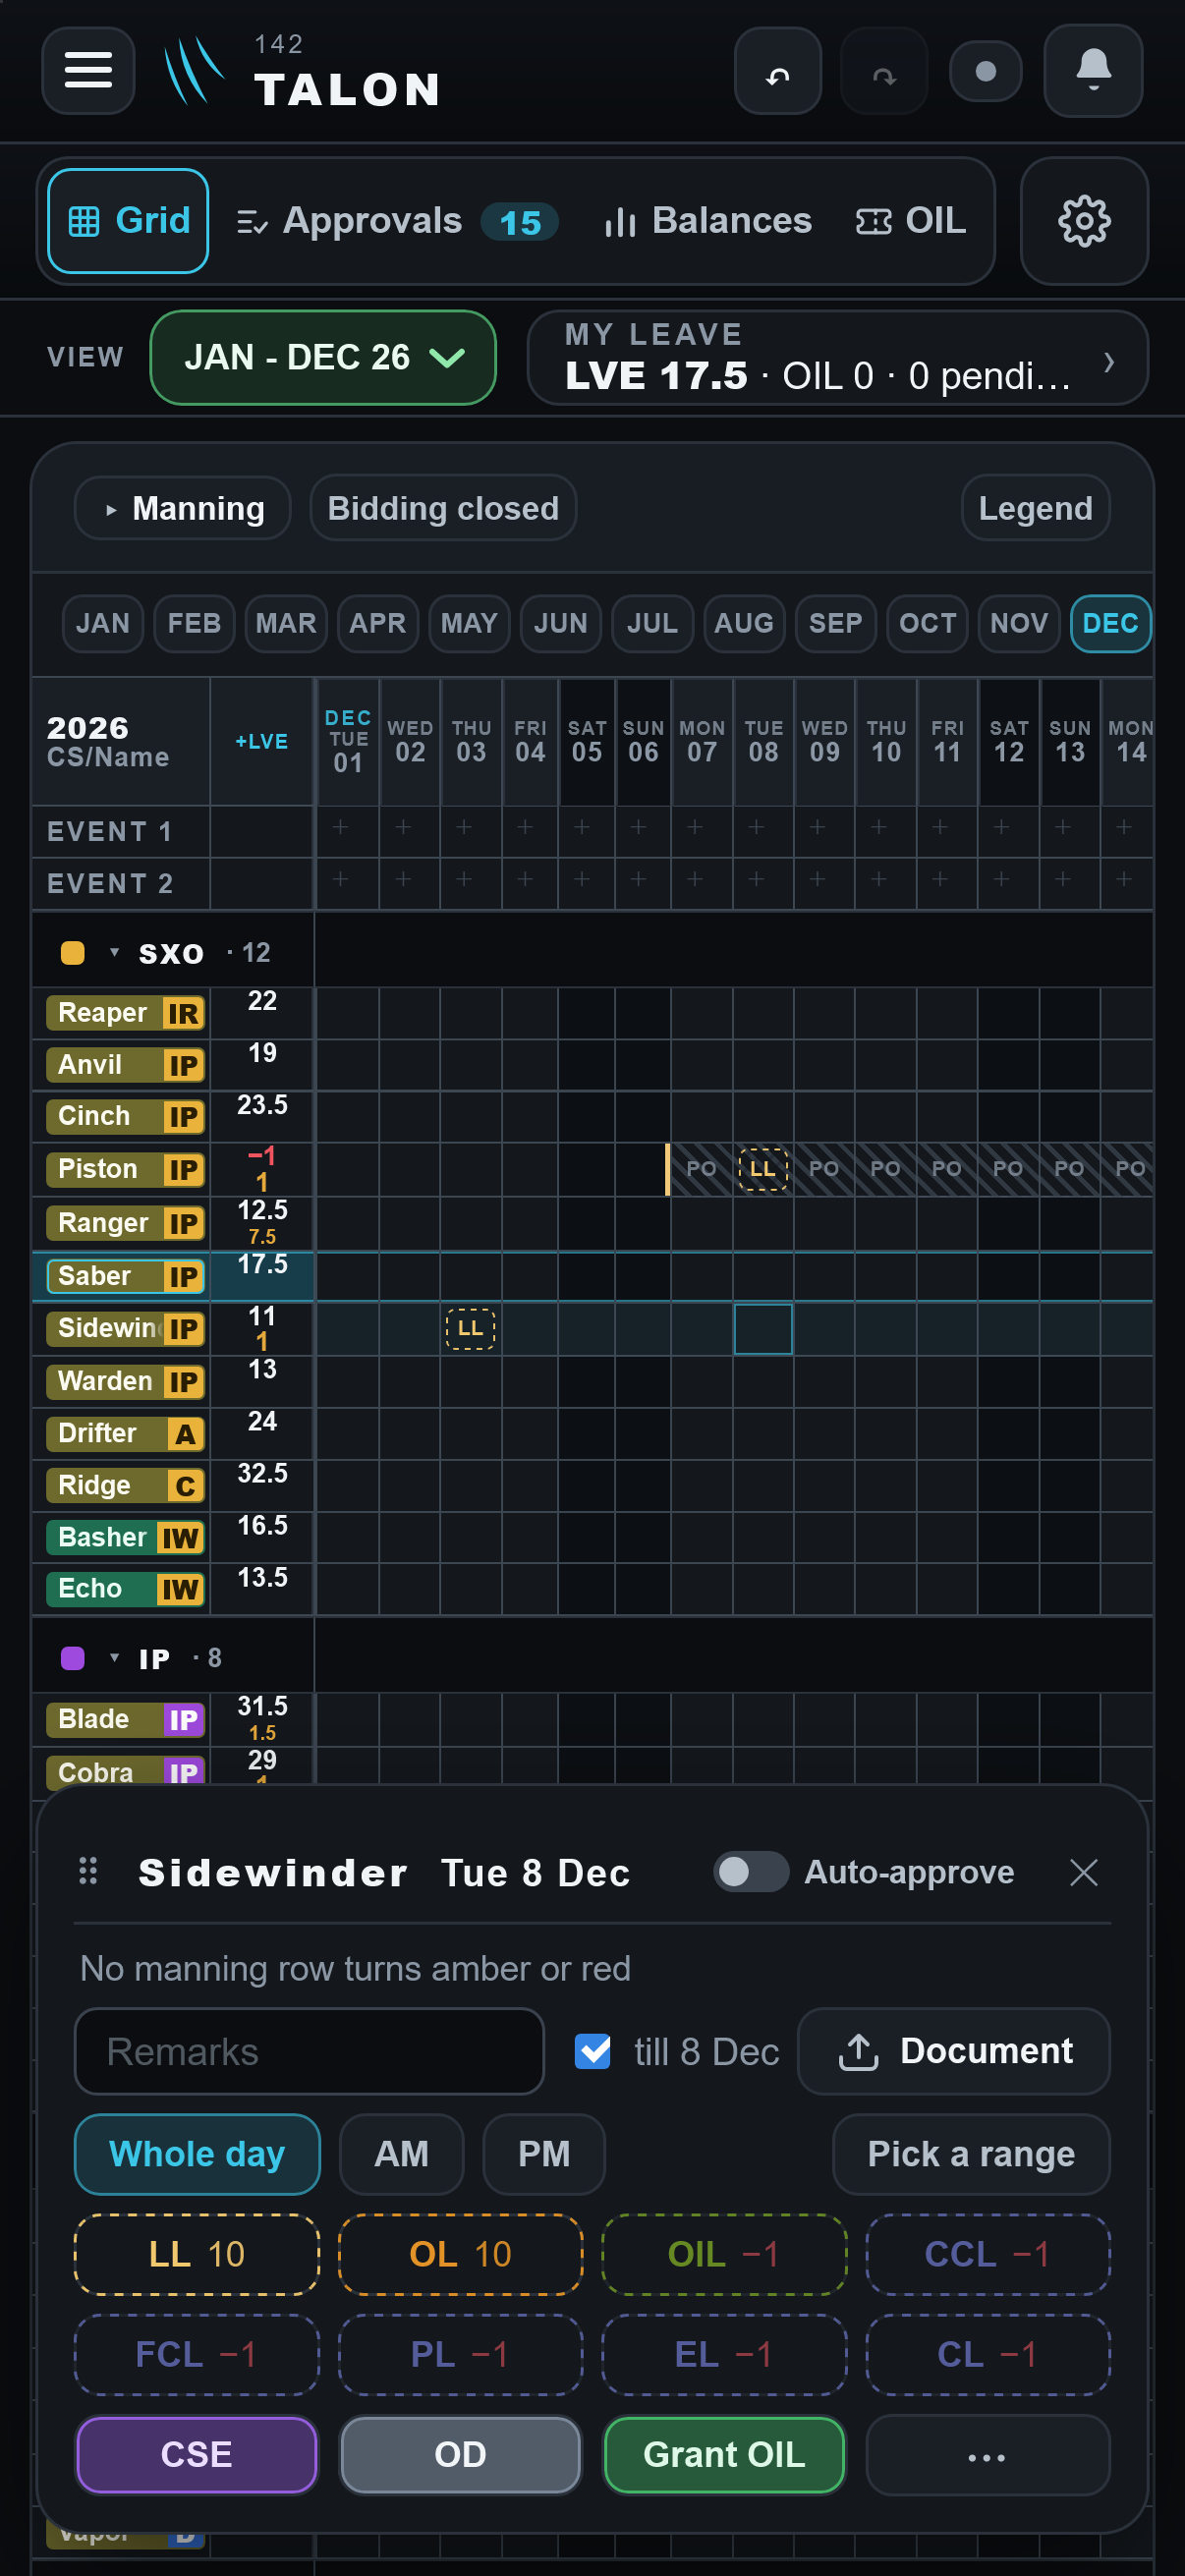 142
TALON
Grid
Approvals 15
Balances
OIL
VIEW
JAN - DEC 26
MY LEAVE
LVE 17.5 · OIL 0 · 0 pendi…
Manning
Bidding closed
Legend
JAN FEB MAR APR MAY JUN JUL AUG SEP OCT NOV DEC
2026
CS/Name
+LVE
DEC
TUE 01
WED 02
THU 03
FRI 04
SAT 05
SUN 06
MON 07
TUE 08
WED 09
THU 10
FRI 11
SAT 12
SUN 13
MON 14
EVENT 1 + + + + + + + + + + + + + +
EVENT 2 + + + + + + + + + + + + + +
SXO · 12
Reaper IR 22
Anvil IP 19
Cinch IP 23.5
Piston IP −1 1 PO LL PO PO PO PO PO PO
Ranger IP 12.5 7.5
Saber IP 17.5
Sidewin IP 11 1 LL
Warden IP 13
Drifter A 24
Ridge C 32.5
Basher IW 16.5
Echo IW 13.5
IP · 8
Blade IP 31.5 1.5
Cobra IP 29 1
Sidewinder Tue 8 Dec
Auto-approve
No manning row turns amber or red
Remarks
till 8 Dec
Document
Whole day
AM
PM
Pick a range
LL 10
OL 10
OIL −1
CCL −1
FCL −1
PL −1
EL −1
CL −1
CSE
OD
Grant OIL
...